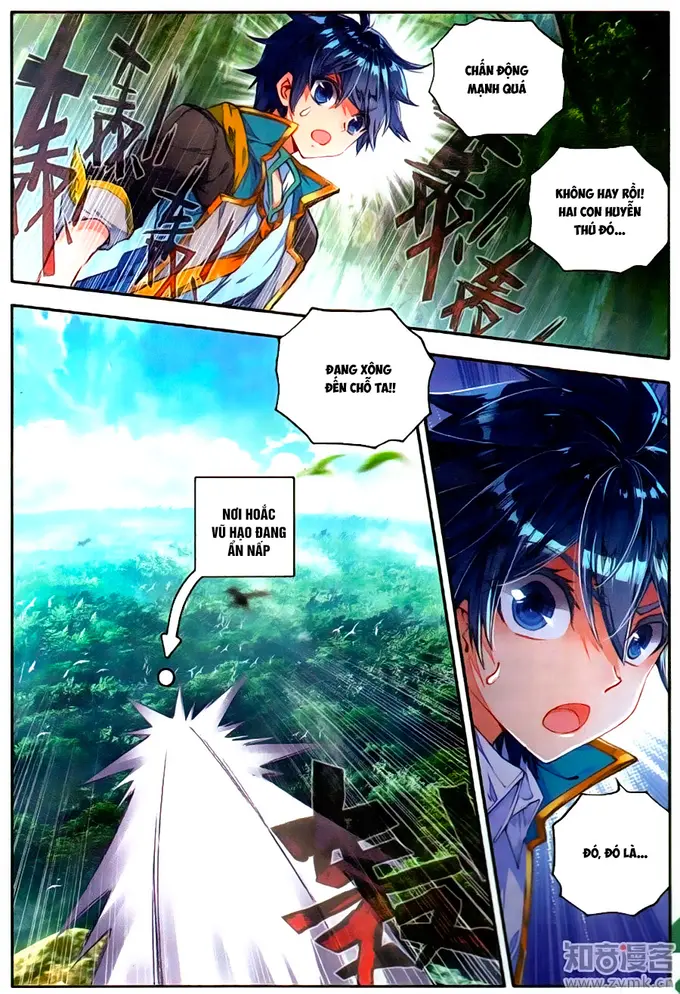 CHẤN ĐỘNG
MẠNH QUÁ
KHÔNG HAY RỒI!
HAI CON HUYỄN
THÚ ĐÓ...
ĐANG XÔNG
ĐẾN CHỖ TA!!
NƠI HOẮC
VŨ HẠO ĐANG
ẨN NẤP
ĐÓ, ĐÓ LÀ...
知音漫客
www.zymk.cn